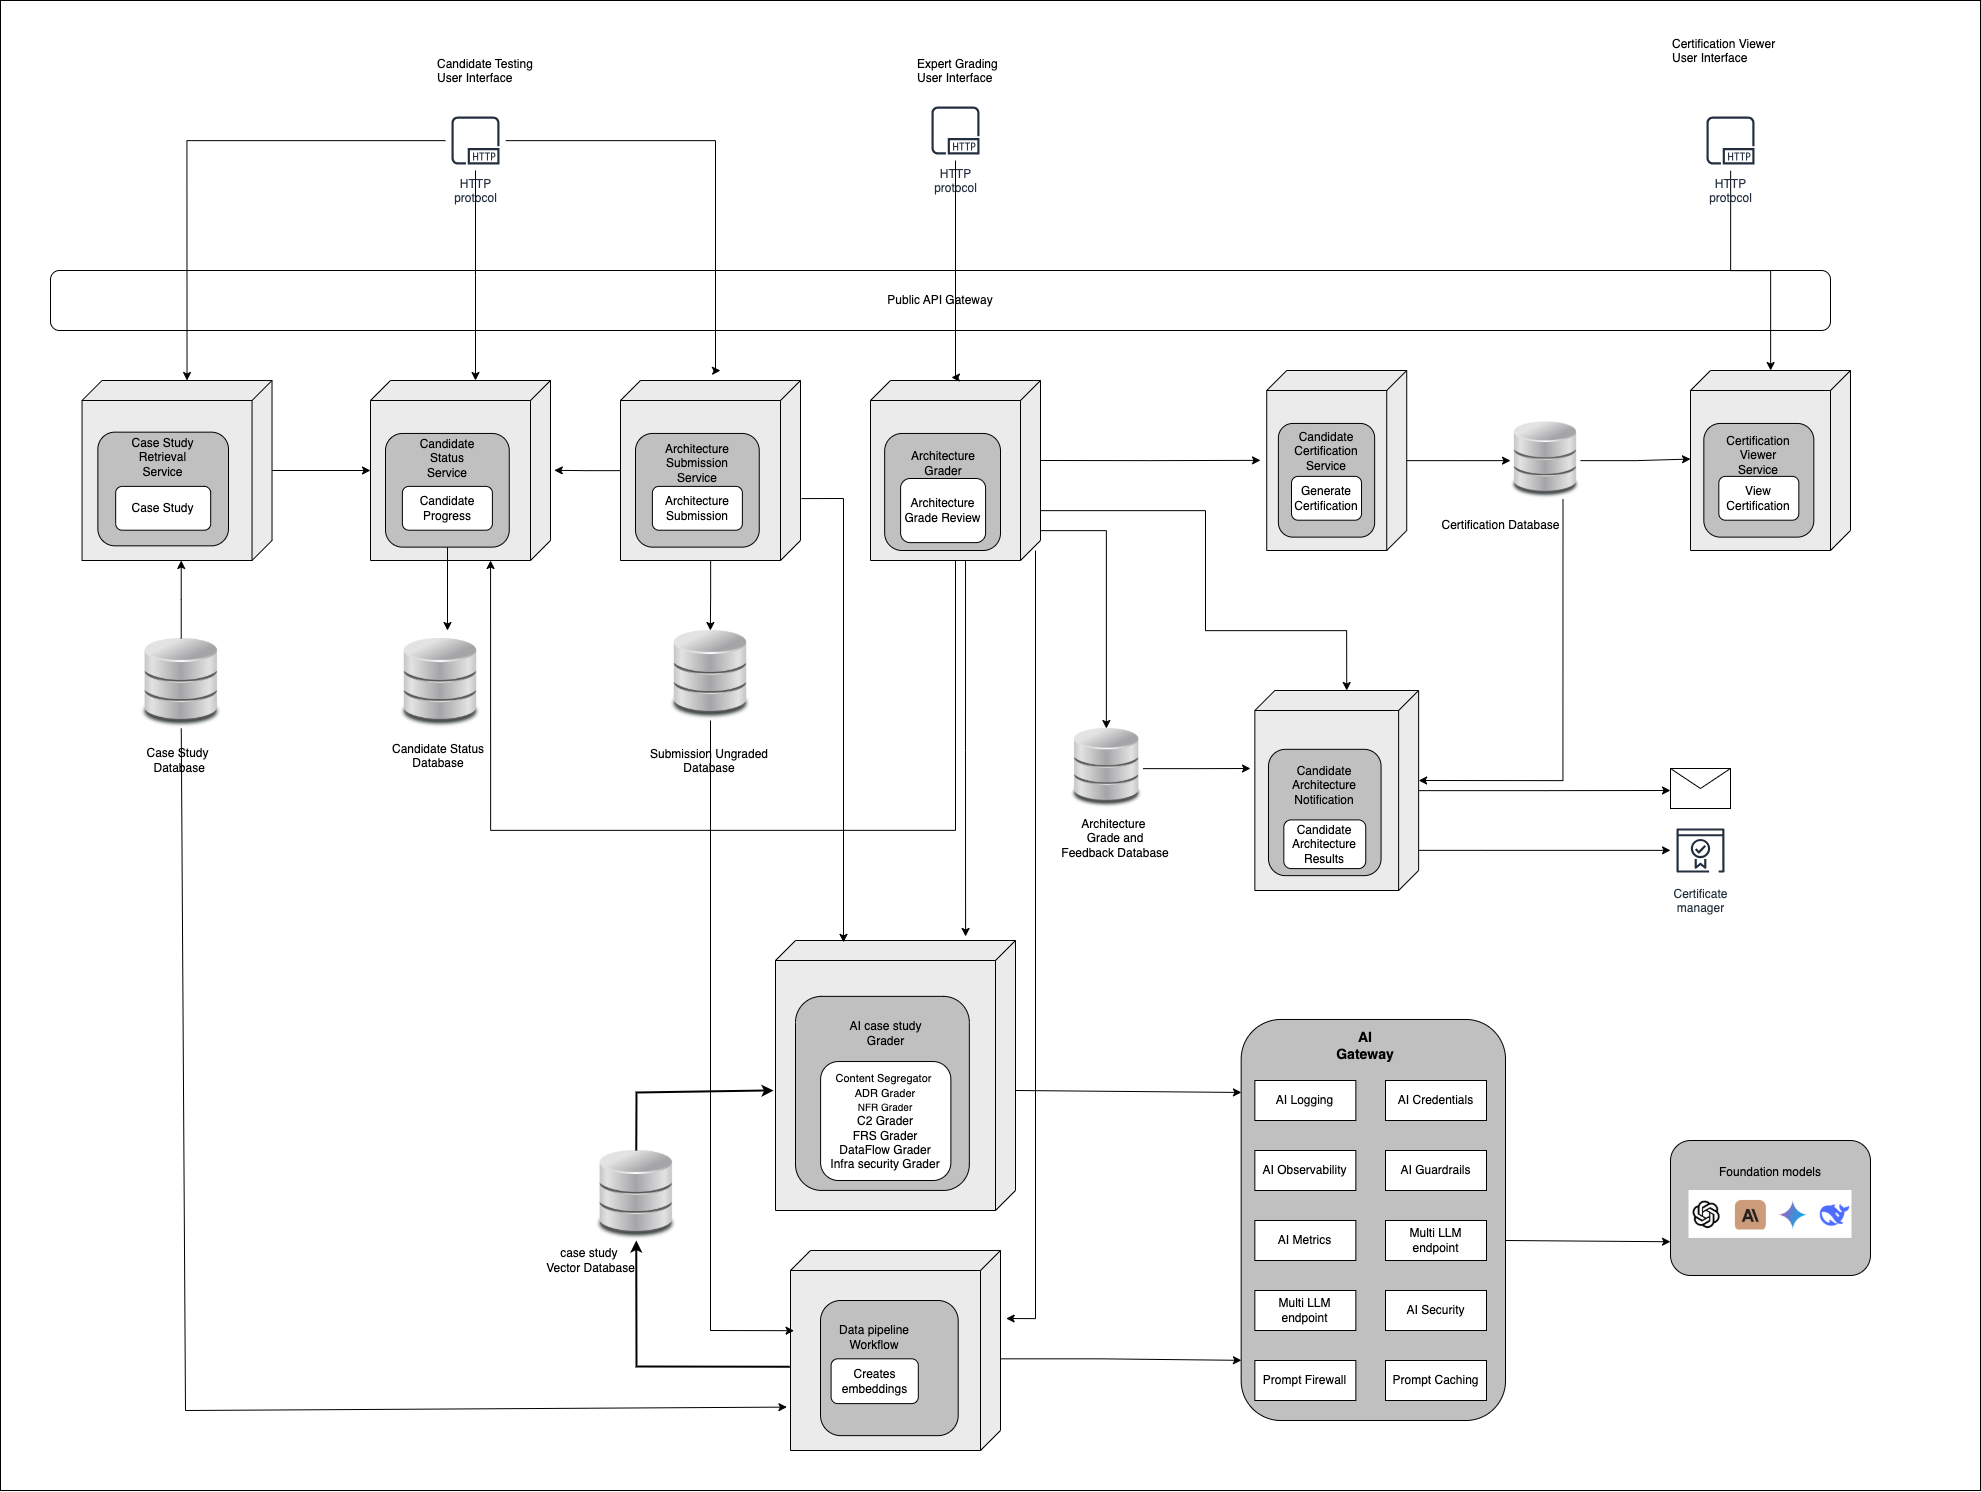 Candidate Testing
User Interface
Expert Grading
User Interface
Certification Viewer
User Interface
HTTP
HTTP
protocol
HTTP
HTTP
protocol
HTTP
HTTP
protocol
Public API Gateway
Case Study
Retrieval
Service
Case Study
Candidate
Status
Service
Candidate
Progress
Architecture
Submission
Service
Architecture
Submission
Architecture
Grader
Architecture
Grade Review
Candidate
Certification
Service
Generate
Certification
Certification Database
Certification
Viewer
Service
View
Certification
Case Study
Database
Candidate Status
Database
Submission Ungraded
Database
Architecture
Grade and
Feedback Database
Candidate
Architecture
Notification
Candidate
Architecture
Results
Certificate
manager
AI case study
Grader
Content Segregator
ADR Grader
NFR Grader
C2 Grader
FRS Grader
DataFlow Grader
Infra security Grader
case study
Vector Database
Data pipeline
Workflow
Creates
embeddings
AI
Gateway
AI Logging
AI Credentials
AI Observability
AI Guardrails
AI Metrics
Multi LLM
endpoint
Multi LLM
endpoint
AI Security
Prompt Firewall
Prompt Caching
Foundation models
A\